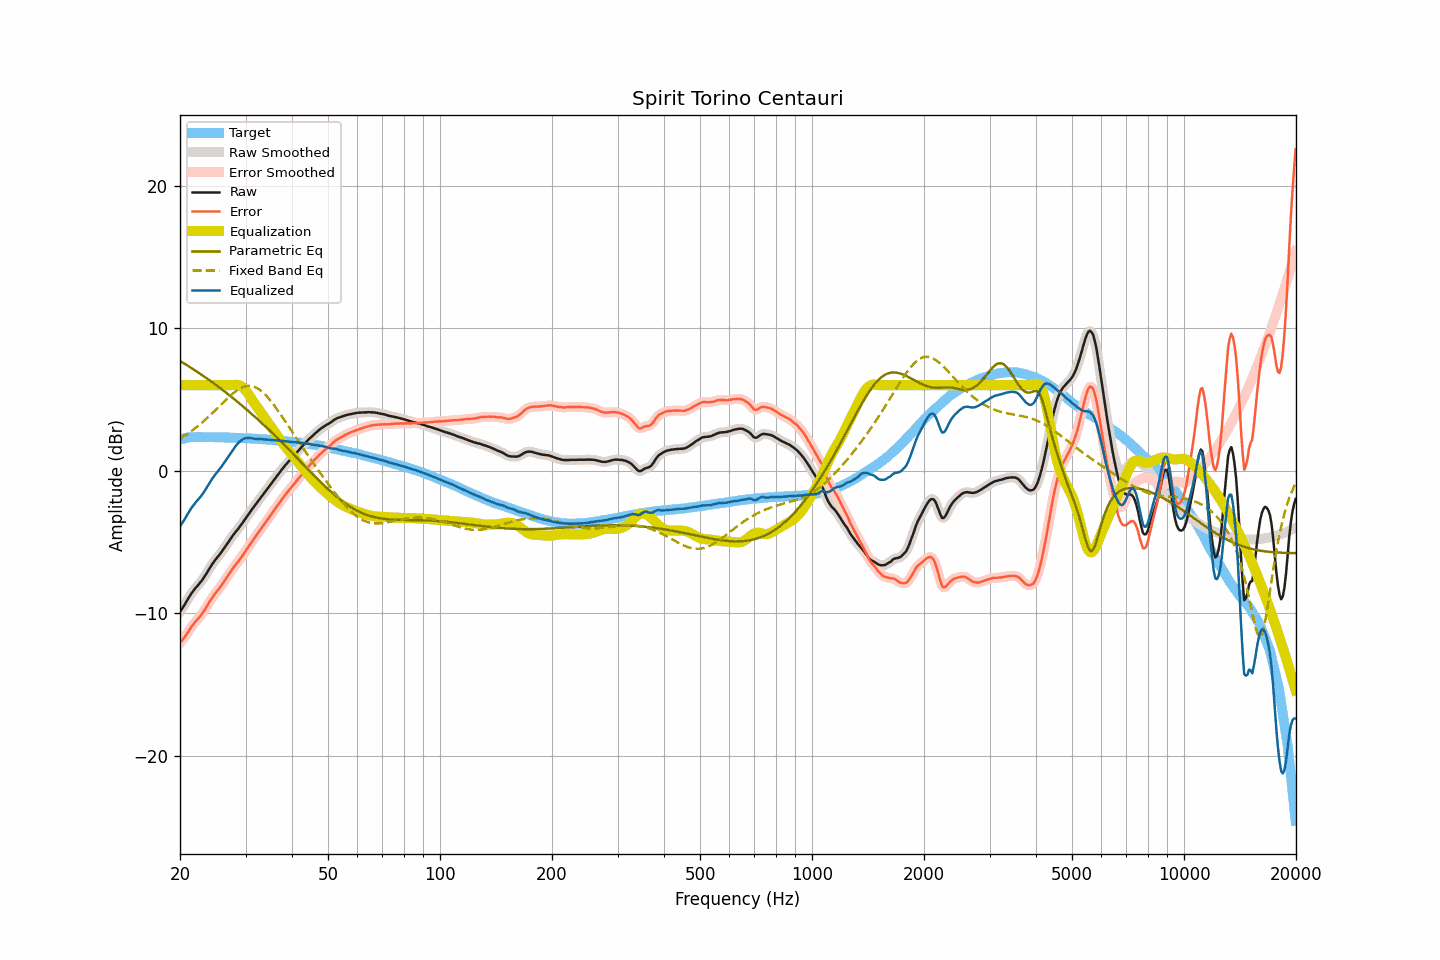 Spirit Torino Centauri
Target
Raw Smoothed
Error Smoothed
Raw
Error
Equalization
Parametric Eq
Fixed Band Eq
Equalized
Amplitude (dBr)
20
10
0
−10
−20
20 50 100 200 500 1000 2000 5000 10000 20000
Frequency (Hz)